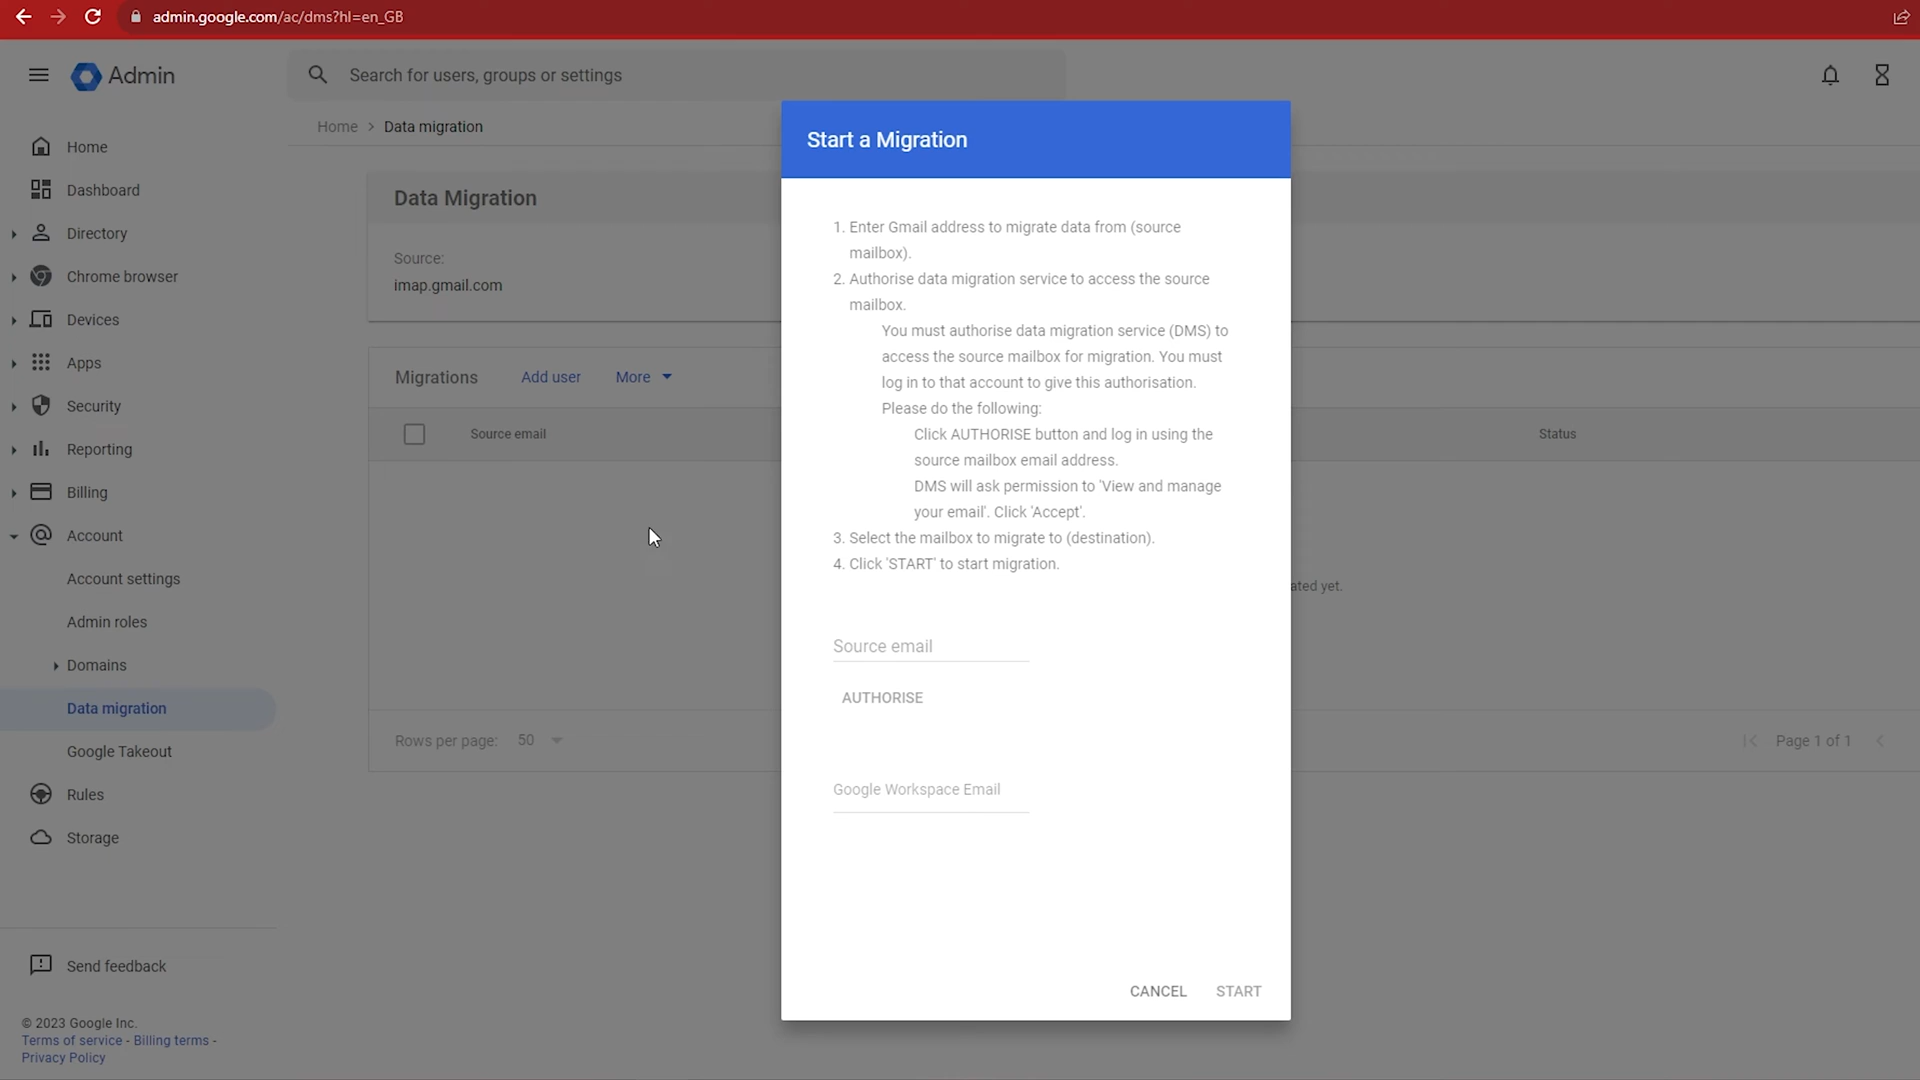 admin.google.com/ac/dms?hl=en_GB
Admin
Search for users, groups or settings
Home > Data migration
Home
Dashboard
Directory
Chrome browser
Devices
Apps
Security
Reporting
Billing
Account
Account settings
Admin roles
Domains
Data migration
Google Takeout
Rules
Storage
Send feedback
© 2023 Google Inc.
Terms of service - Billing terms -
Privacy Policy
Data Migration
Source:
imap.gmail.com
Migrations Add user More
Source email Status
ated yet.
Rows per page: 50 Page 1 of 1
Start a Migration
1. Enter Gmail address to migrate data from (source
mailbox).
2. Authorise data migration service to access the source
mailbox.
You must authorise data migration service (DMS) to
access the source mailbox for migration. You must
log in to that account to give this authorisation.
Please do the following:
Click AUTHORISE button and log in using the
source mailbox email address.
DMS will ask permission to 'View and manage
your email'. Click 'Accept'.
3. Select the mailbox to migrate to (destination).
4. Click 'START' to start migration.
Source email
AUTHORISE
Google Workspace Email
CANCEL START